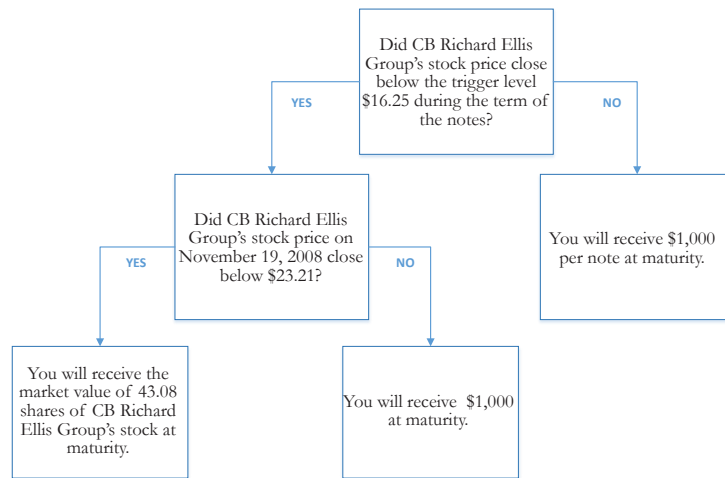 Did CB Richard Ellis
Group's stock price close
below the trigger level
$16.25 during the term of
the notes?
YES
NO
Did CB Richard Ellis
Group's stock price on
November 19, 2008 close
below $23.21?
You will receive $1,000
per note at maturity.
YES
NO
You will receive the
market value of 43.08
shares of CB Richard
Ellis Group's stock at
maturity.
You will receive $1,000
at maturity.